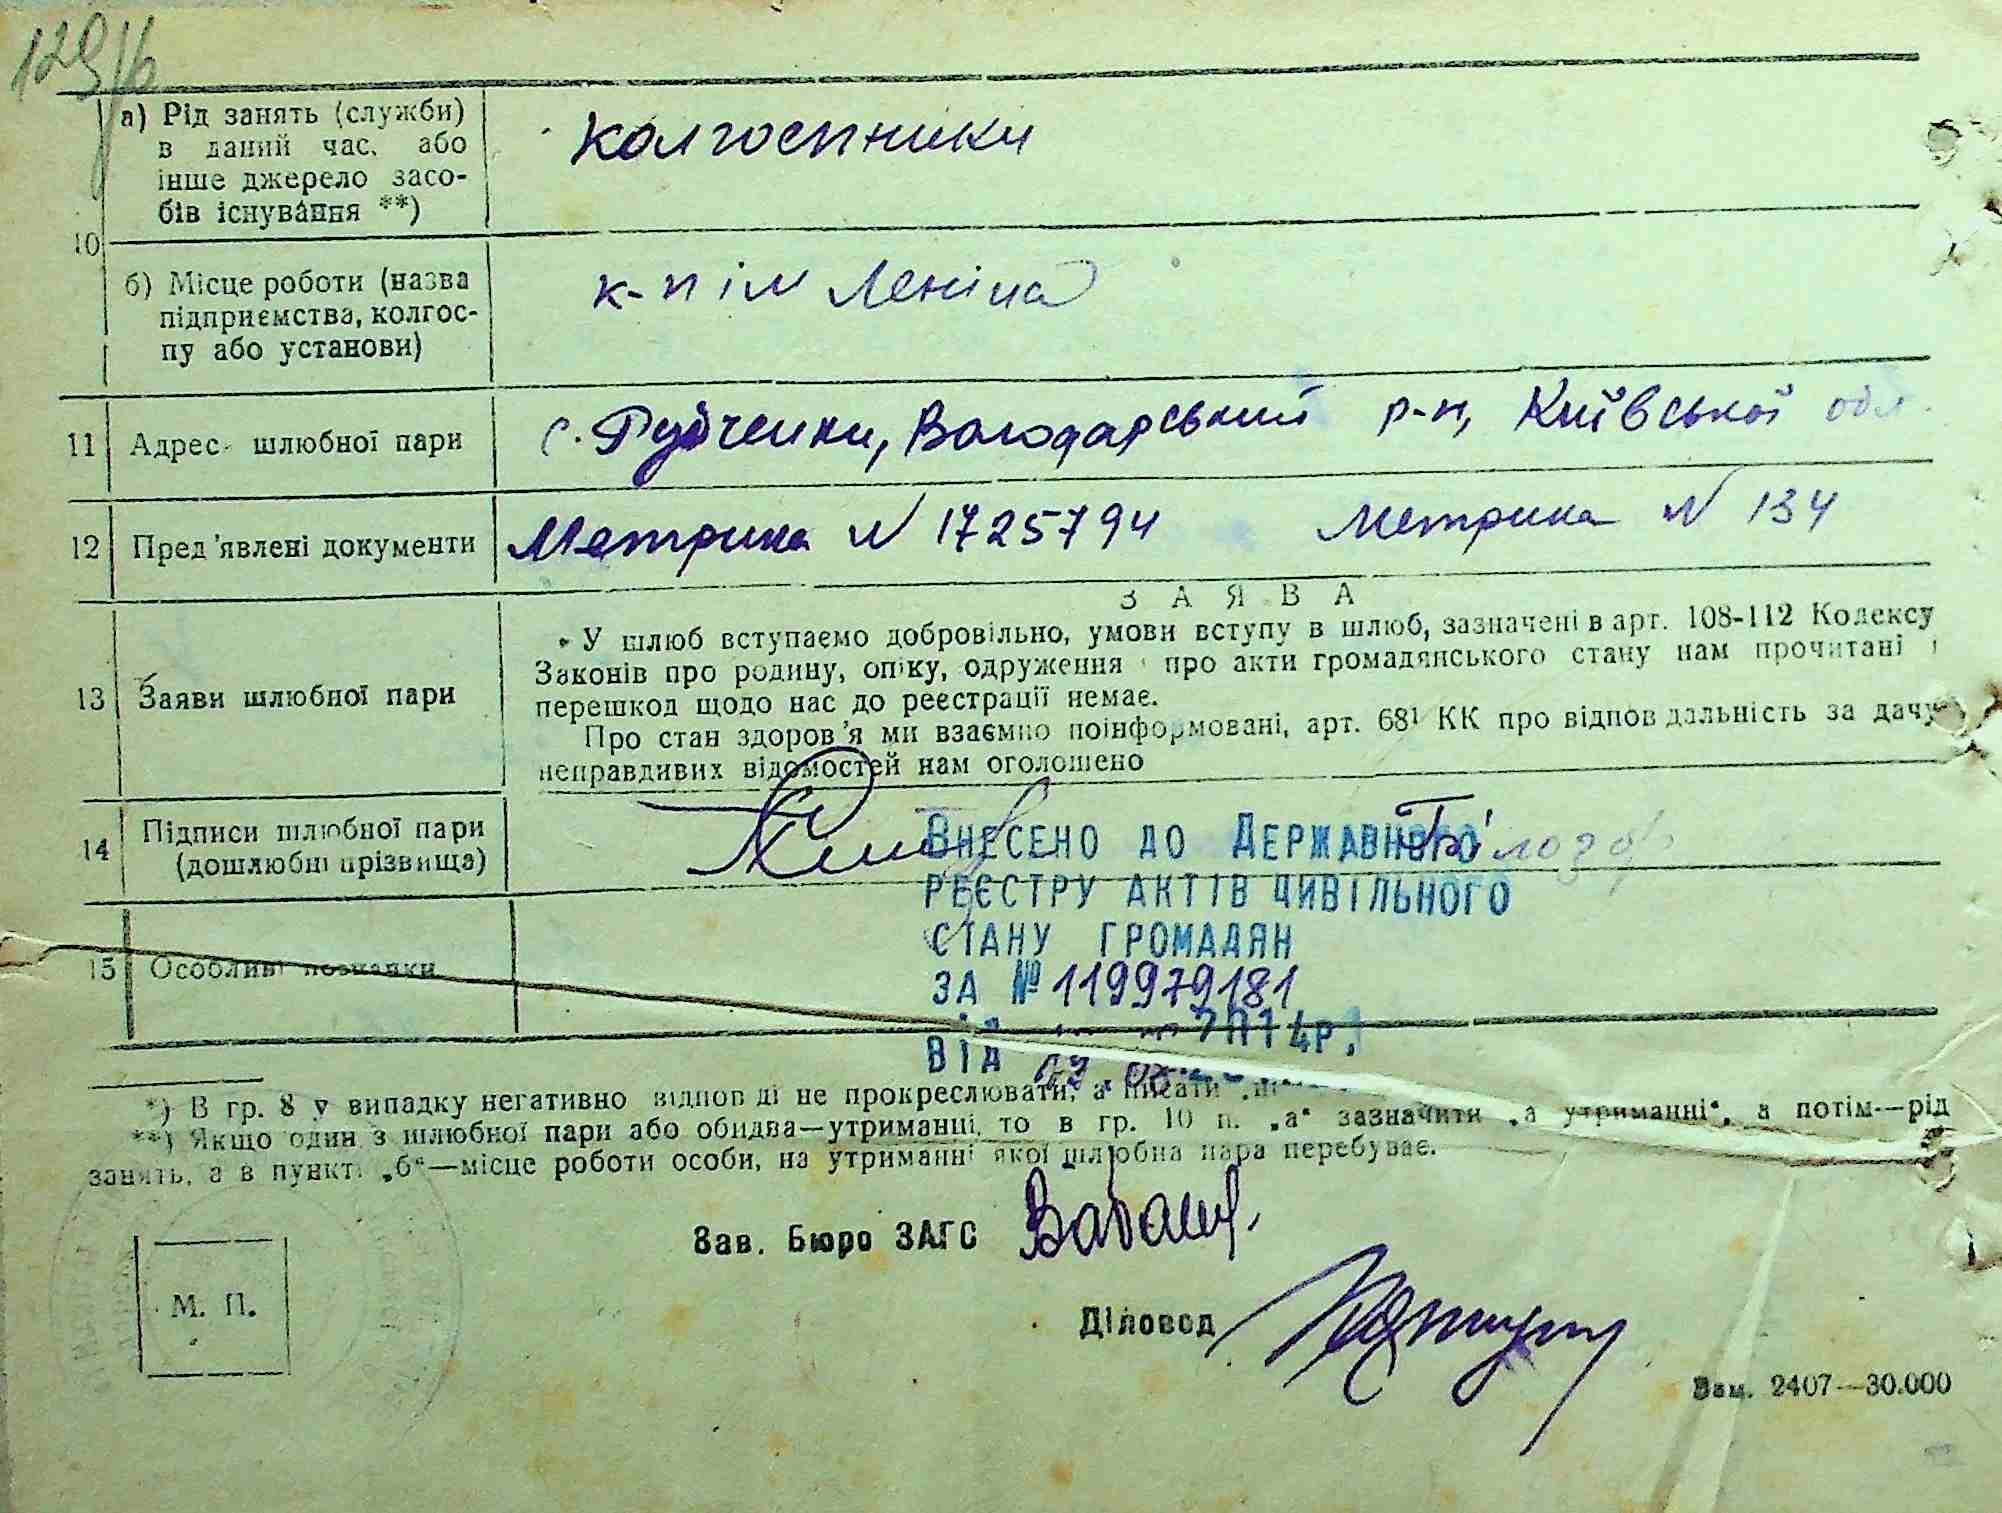 а) Рід занять (служби)
в даний час, або
інше джерело засо-
бів існування **)
колгоспники
10
б) Місце роботи (назва
підприємства, колгос-
пу або установи)
к-п ім Леніна
11 Адрес шлюбної пари с. Рудченки, Володарський р-н, Київської обл.
12 Пред'явлені документи Метрика N 1725794 Метрика N 134
ЗАЯВА
13 Заяви шлюбної пари
У шлюб вступаємо добровільно, умови вступу в шлюб, зазначені в арт. 108-112 Кодексу
Законів про родину, опіку, одруження і про акти громадянського стану нам прочитані і
перешкод щодо нас до реєстрації немає.
Про стан здоров'я ми взаємно поінформовані, арт. 68¹ КК про відповідальність за дачу
неправдивих відомостей нам оголошено
14 Підписи шлюбної пари
(дошлюбні прізвища)
Внесено до Державного
реєстру актів цивільного
стану громадян
за № 119979181
від 2014р.
15 Особливі познаки
*) В гр. 8 у випадку негативної відповіді не прокреслювати, а писати
**) Якщо один з шлюбної пари або обидва—утриманці, то в гр. 10 п. „а“ зазначити „а утриманні“, а потім—рід
занять, а в пункті „б“—місце роботи особи, на утриманні якої шлюбна пара перебуває.
Зав. Бюро ЗАГС
М. П.
Діловод
Зам. 2407—30.000